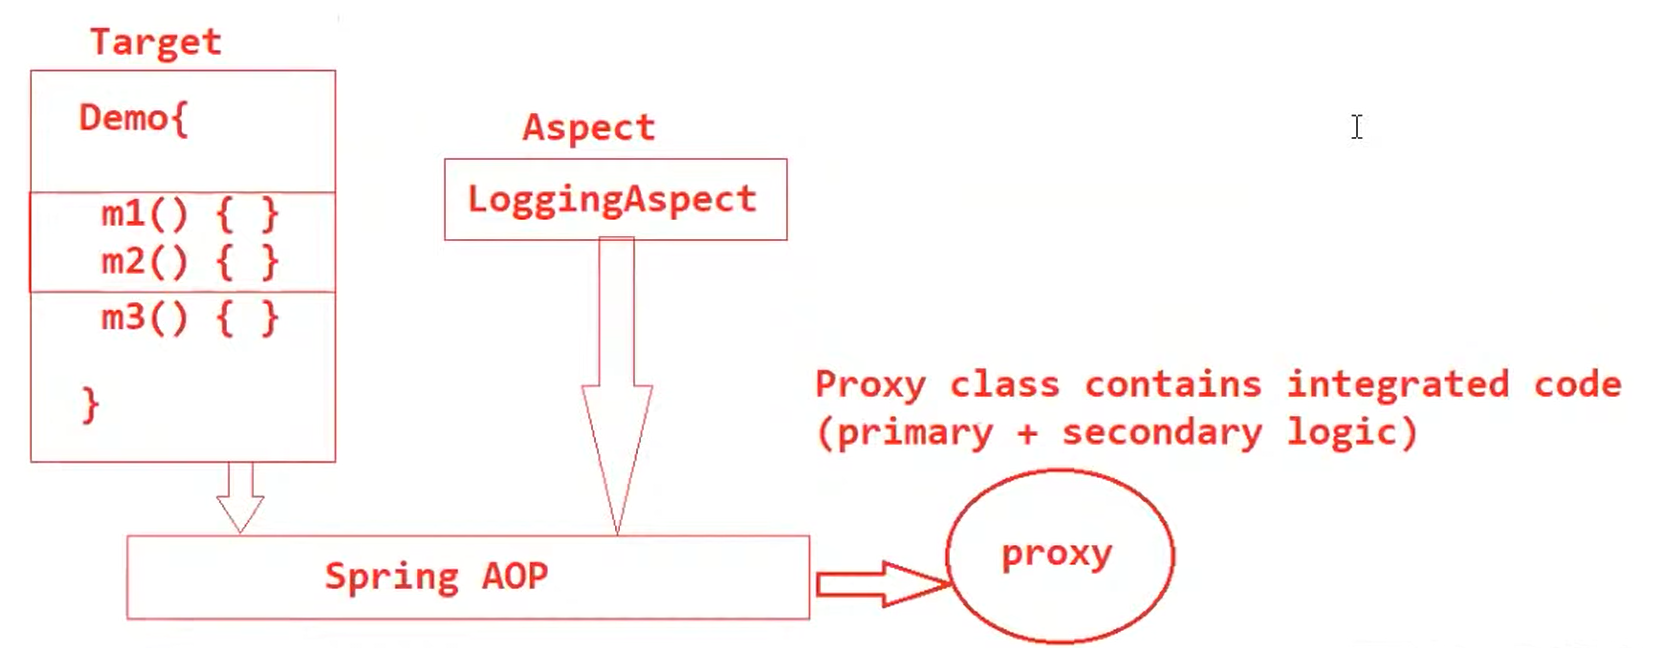 Target
Demo{
m1() { }
m2() { }
m3() { }
}
Aspect
LoggingAspect
Proxy class contains integrated code
(primary + secondary logic)
Spring AOP
proxy